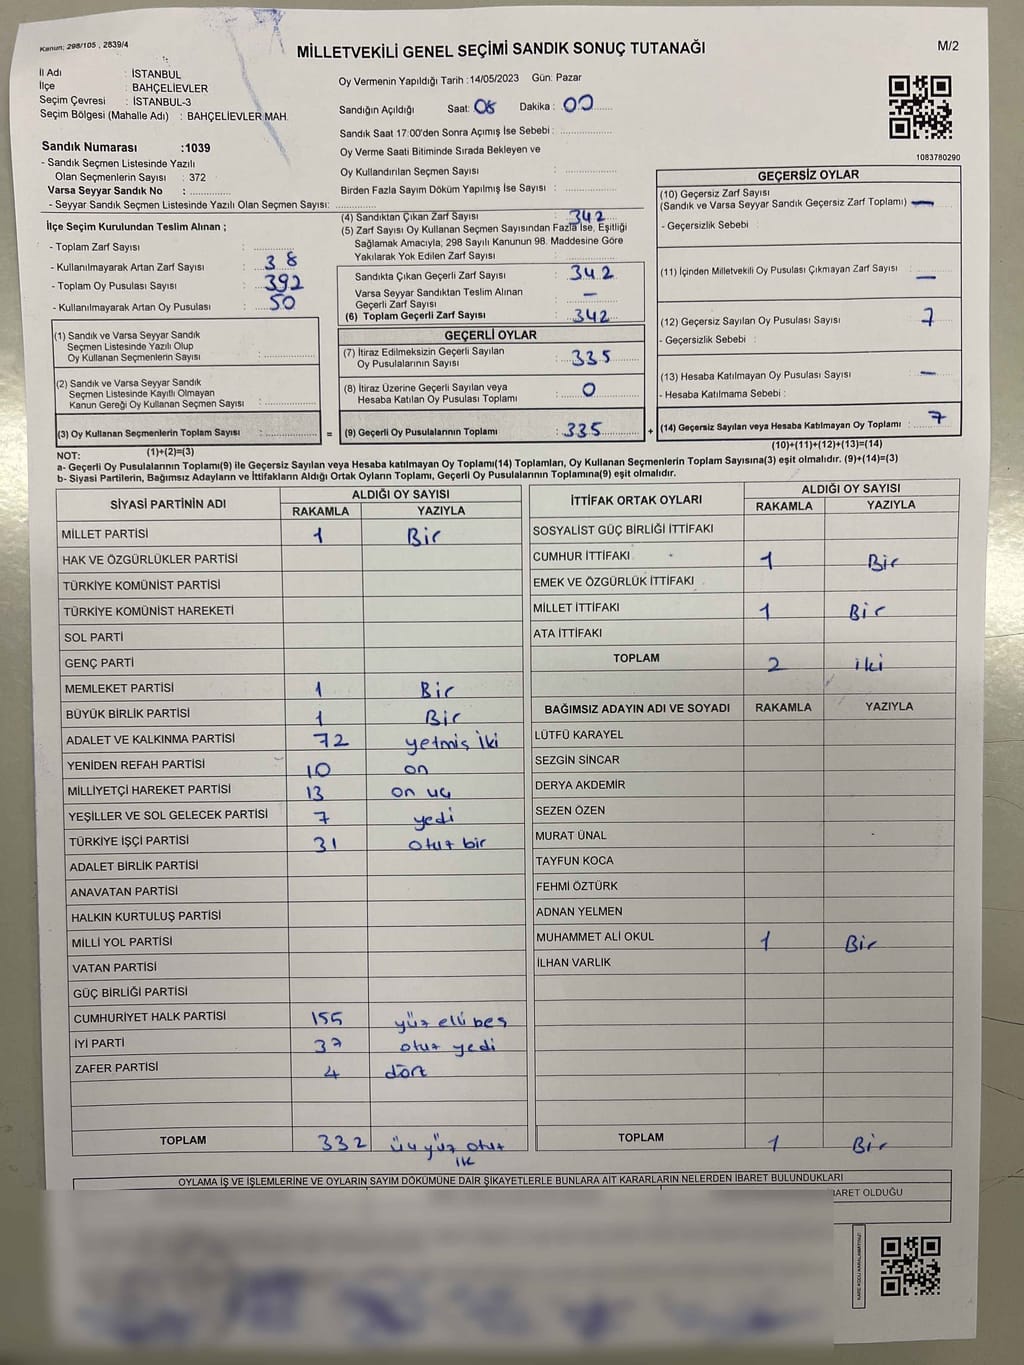 Kanun; 298/105 , 2839/4
MİLLETVEKİLİ GENEL SEÇİMİ SANDIK SONUÇ TUTANAĞI
M/2
İl Adı : İSTANBUL
İlçe : BAHÇELİEVLER
Seçim Çevresi : İSTANBUL-3
Seçim Bölgesi (Mahalle Adı) : BAHÇELİEVLER MAH.
Oy Vermenin Yapıldığı Tarih :14/05/2023 Gün: Pazar
Sandığın Açıldığı Saat: 08 Dakika : 00
Sandık Saat 17:00'den Sonra Açımış İse Sebebi :
Oy Verme Saati Bitiminde Sırada Bekleyen ve
Oy Kullandırılan Seçmen Sayısı :
Birden Fazla Sayım Döküm Yapılmış İse Sayısı :
1083780290
Sandık Numarası :1039
- Sandık Seçmen Listesinde Yazılı
Olan Seçmenlerin Sayısı : 372
Varsa Seyyar Sandık No :
- Seyyar Sandık Seçmen Listesinde Yazılı Olan Seçmen Sayısı:
İlçe Seçim Kurulundan Teslim Alınan ;
- Toplam Zarf Sayısı :
- Kullanılmayarak Artan Zarf Sayısı : 38
- Toplam Oy Pusulası Sayısı : 392
- Kullanılmayarak Artan Oy Pusulası : 50
(1) Sandık ve Varsa Seyyar Sandık
Seçmen Listesinde Yazılı Olup
Oy Kullanan Seçmenlerin Sayısı :
(2) Sandık ve Varsa Seyyar Sandık
Seçmen Listesinde Kayıtlı Olmayan
Kanun Gereği Oy Kullanan Seçmen Sayısı :
(3) Oy Kullanan Seçmenlerin Toplam Sayısı :
(1)+(2)=(3)
(4) Sandıktan Çıkan Zarf Sayısı : 342
(5) Zarf Sayısı Oy Kullanan Seçmen Sayısından Fazla İse, Eşitliği
Sağlamak Amacıyla; 298 Sayılı Kanunun 98. Maddesine Göre
Yakılarak Yok Edilen Zarf Sayısı :
Sandıkta Çıkan Geçerli Zarf Sayısı : 342
Varsa Seyyar Sandıktan Teslim Alınan
Geçerli Zarf Sayısı : —
(6) Toplam Geçerli Zarf Sayısı : 342
GEÇERLİ OYLAR
(7) İtiraz Edilmeksizin Geçerli Sayılan
Oy Pusulalarının Sayısı : 335
(8) İtiraz Üzerine Geçerli Sayılan veya
Hesaba Katılan Oy Pusulası Toplamı : 0
= (9) Geçerli Oy Pusulalarının Toplamı : 335 +
GEÇERSİZ OYLAR
(10) Geçersiz Zarf Sayısı
(Sandık ve Varsa Seyyar Sandık Geçersiz Zarf Toplamı) : —
- Geçersizlik Sebebi :
(11) İçinden Milletvekili Oy Pusulası Çıkmayan Zarf Sayısı : —
(12) Geçersiz Sayılan Oy Pusulası Sayısı : 7
- Geçersizlik Sebebi :
(13) Hesaba Katılmayan Oy Pusulası Sayısı : —
- Hesaba Katılmama Sebebi :
(14) Geçersiz Sayılan veya Hesaba Katılmayan Oy Toplamı : 7
(10)+(11)+(12)+(13)=(14)
NOT:
a- Geçerli Oy Pusulalarının Toplamı(9) ile Geçersiz Sayılan veya Hesaba katılmayan Oy Toplamı(14) Toplamları, Oy Kullanan Seçmenlerin Toplam Sayısına(3) eşit olmalıdır. (9)+(14)=(3)
b- Siyasi Partilerin, Bağımsız Adayların ve İttifakların Aldığı Ortak Oyların Toplamı, Geçerli Oy Pusulalarının Toplamına(9) eşit olmalıdır.
SİYASİ PARTİNİN ADI ALDIĞI OY SAYISI
RAKAMLA YAZIYLA
MİLLET PARTİSİ 1 Bir
HAK VE ÖZGÜRLÜKLER PARTİSİ
TÜRKİYE KOMÜNİST PARTİSİ
TÜRKİYE KOMÜNİST HAREKETİ
SOL PARTİ
GENÇ PARTİ
MEMLEKET PARTİSİ 1 Bir
BÜYÜK BİRLİK PARTİSİ 1 Bir
ADALET VE KALKINMA PARTİSİ 72 yetmiş iki
YENİDEN REFAH PARTİSİ 10 on
MİLLİYETÇİ HAREKET PARTİSİ 13 on uç
YEŞİLLER VE SOL GELECEK PARTİSİ 7 yedi
TÜRKİYE İŞÇİ PARTİSİ 31 otuz bir
ADALET BİRLİK PARTİSİ
ANAVATAN PARTİSİ
HALKIN KURTULUŞ PARTİSİ
MİLLİ YOL PARTİSİ
VATAN PARTİSİ
GÜÇ BİRLİĞİ PARTİSİ
CUMHURİYET HALK PARTİSİ 155 yüz elli beş
İYİ PARTİ 37 otuz yedi
ZAFER PARTİSİ 4 dört
TOPLAM 332 üç yüz otuz
İTTİFAK ORTAK OYLARI ALDIĞI OY SAYISI
RAKAMLA YAZIYLA
SOSYALİST GÜÇ BİRLİĞİ İTTİFAKI
CUMHUR İTTİFAKI 1 Bir
EMEK VE ÖZGÜRLÜK İTTİFAKI
MİLLET İTTİFAKI 1 Bir
ATA İTTİFAKI
TOPLAM 2 iki
BAĞIMSIZ ADAYIN ADI VE SOYADI RAKAMLA YAZIYLA
LÜTFÜ KARAYEL
SEZGİN SİNCAR
DERYA AKDEMİR
SEZEN ÖZEN
MURAT ÜNAL
TAYFUN KOCA
FEHMİ ÖZTÜRK
ADNAN YELMEN
MUHAMMET ALİ OKUL 1 Bir
İLHAN VARLIK
TOPLAM 1 Bir
OYLAMA İŞ VE İŞLEMLERİNE VE OYLARIN SAYIM DÖKÜMÜNE DAİR ŞİKAYETLERLE BUNLARA AİT KARARLARIN NELERDEN İBARET BULUNDUKLARI
BARET OLDUĞU